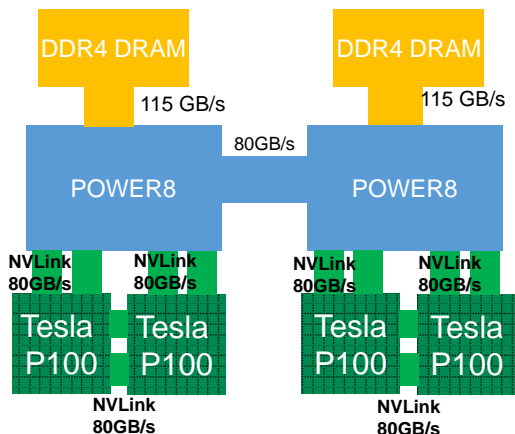 DDR4 DRAM
DDR4 DRAM
115 GB/s
115 GB/s
80GB/s
POWER8
POWER8
NVLink
80GB/s
NVLink
80GB/s
NVLink
80GB/s
NVLink
80GB/s
Tesla
P100
Tesla
P100
Tesla
P100
Tesla
P100
NVLink
80GB/s
NVLink
80GB/s